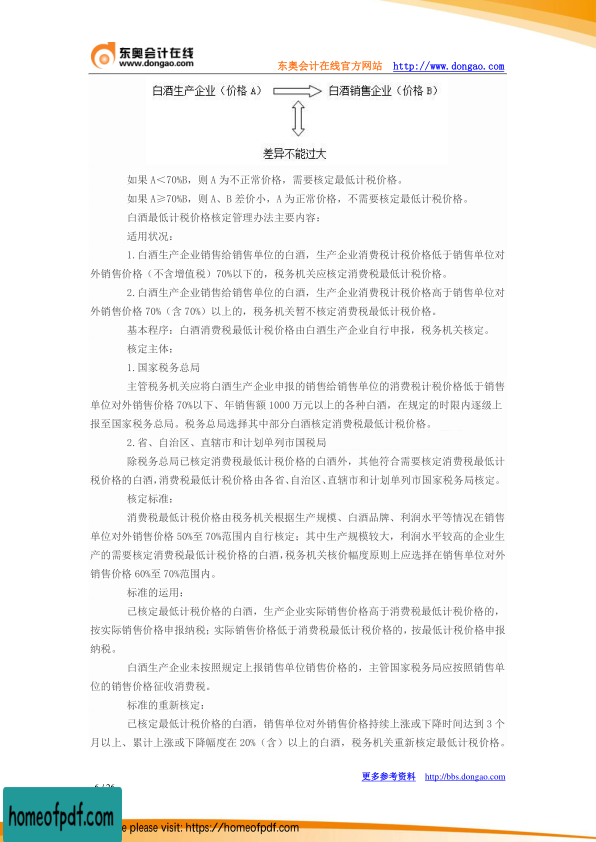 东奥会计在线
www.dongao.com
东奥会计在线官方网站 http://www.dongao.com
白酒生产企业（价格 A） 白酒销售企业（价格 B）
差异不能过大
如果 A＜70%B，则 A 为不正常价格，需要核定最低计税价格。
如果 A≥70%B，则 A、B 差价小，A 为正常价格，不需要核定最低计税价格。
白酒最低计税价格核定管理办法主要内容：
适用状况：
1.白酒生产企业销售给销售单位的白酒，生产企业消费税计税价格低于销售单位对
外销售价格（不含增值税）70%以下的，税务机关应核定消费税最低计税价格。
2.白酒生产企业销售给销售单位的白酒，生产企业消费税计税价格高于销售单位对
外销售价格 70%（含 70%）以上的，税务机关暂不核定消费税最低计税价格。
基本程序：白酒消费税最低计税价格由白酒生产企业自行申报，税务机关核定。
核定主体：
1.国家税务总局
主管税务机关应将白酒生产企业申报的销售给销售单位的消费税计税价格低于销售
单位对外销售价格 70%以下、年销售额 1000 万元以上的各种白酒，在规定的时限内逐级上
报至国家税务总局。税务总局选择其中部分白酒核定消费税最低计税价格。
2.省、自治区、直辖市和计划单列市国税局
除税务总局已核定消费税最低计税价格的白酒外，其他符合需要核定消费税最低计
税价格的白酒，消费税最低计税价格由各省、自治区、直辖市和计划单列市国家税务局核定。
核定标准：
消费税最低计税价格由税务机关根据生产规模、白酒品牌、利润水平等情况在销售
单位对外销售价格 50%至 70%范围内自行核定；其中生产规模较大，利润水平较高的企业生
产的需要核定消费税最低计税价格的白酒，税务机关核价幅度原则上应选择在销售单位对外
销售价格 60%至 70%范围内。
标准的运用：
已核定最低计税价格的白酒，生产企业实际销售价格高于消费税最低计税价格的，
按实际销售价格申报纳税；实际销售价格低于消费税最低计税价格的，按最低计税价格申报
纳税。
白酒生产企业未按照规定上报销售单位销售价格的，主管国家税务局应按照销售单
位的销售价格征收消费税。
标准的重新核定：
已核定最低计税价格的白酒，销售单位对外销售价格持续上涨或下降时间达到 3 个
月以上、累计上涨或下降幅度在 20%（含）以上的白酒，税务机关重新核定最低计税价格。
更多参考资料 http://bbs.dongao.com
homeofpdf.com
please visit: https://homeofpdf.com